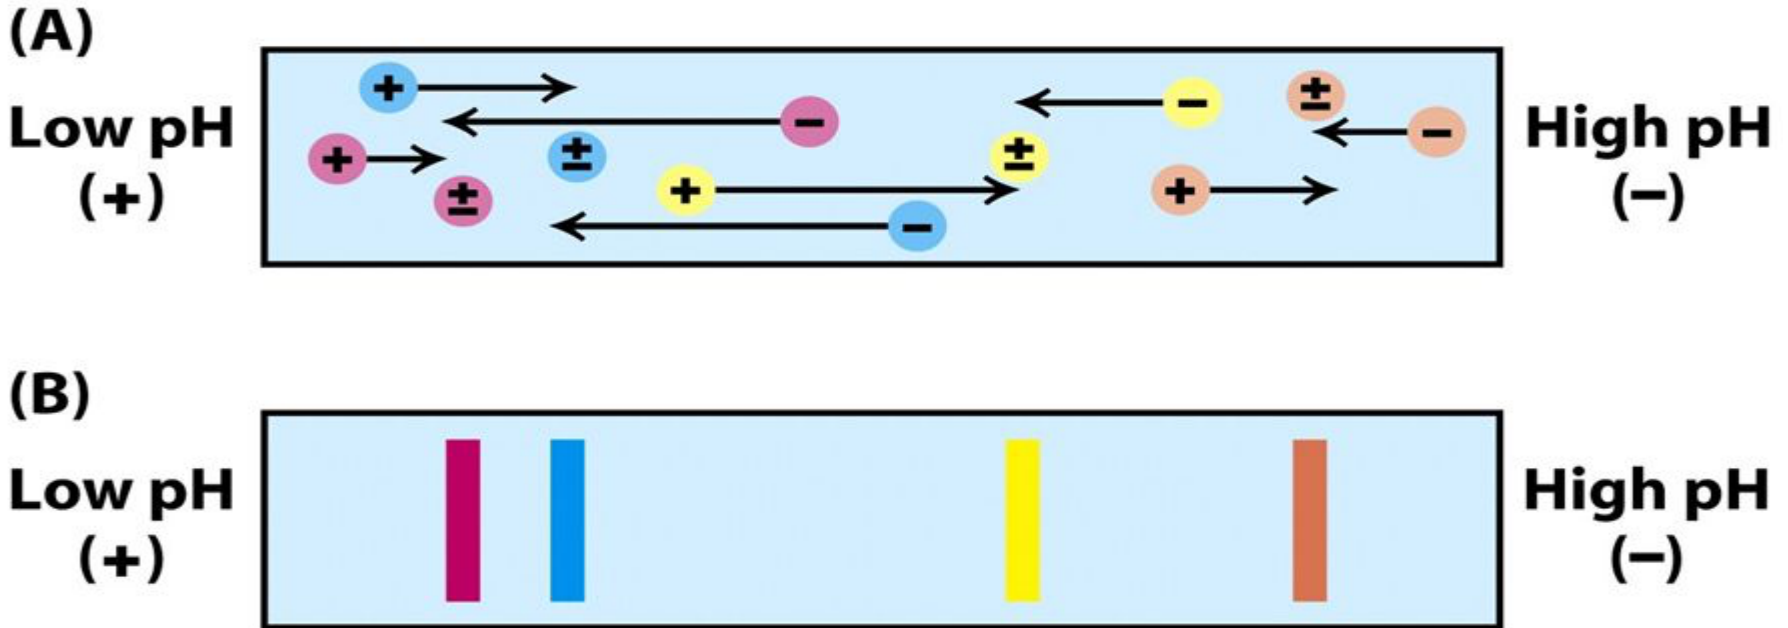 (A)
Low pH
(+)
+
−
±
−
+
−
±
±
+
+
±
−
High pH
(−)
(B)
Low pH
(+)
High pH
(−)